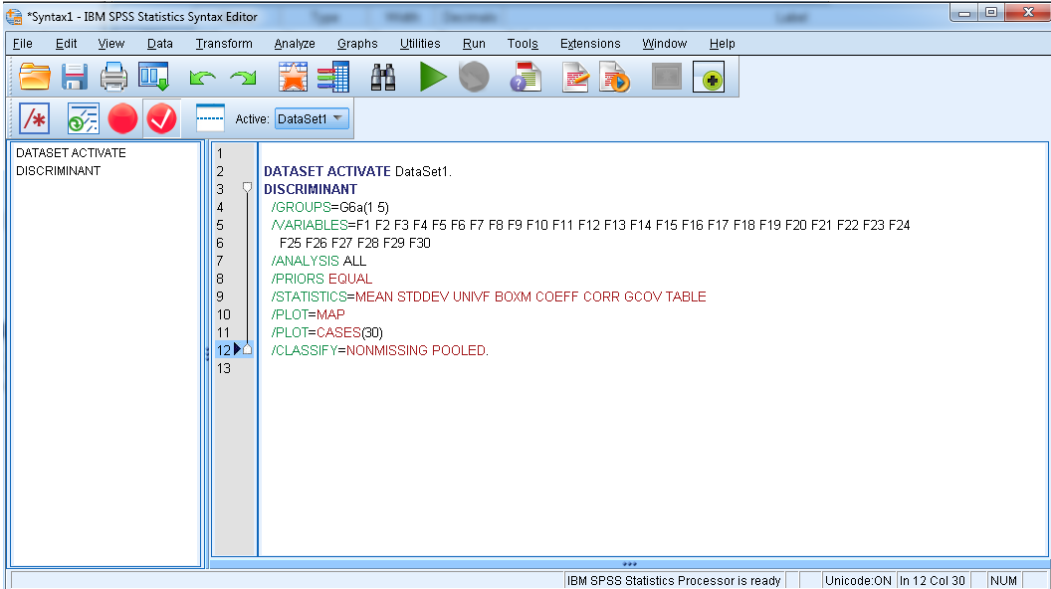 *Syntax1 - IBM SPSS Statistics Syntax Editor
File Edit View Data Transform Analyze Graphs Utilities Run Tools Extensions Window Help
Active: DataSet1
DATASET ACTIVATE
DISCRIMINANT
1
2 DATASET ACTIVATE DataSet1.
3 DISCRIMINANT
4 /GROUPS=G6a(1 5)
5 /VARIABLES=F1 F2 F3 F4 F5 F6 F7 F8 F9 F10 F11 F12 F13 F14 F15 F16 F17 F18 F19 F20 F21 F22 F23 F24
6 F25 F26 F27 F28 F29 F30
7 /ANALYSIS ALL
8 /PRIORS EQUAL
9 /STATISTICS=MEAN STDDEV UNIVF BOXM COEFF CORR GCOV TABLE
10 /PLOT=MAP
11 /PLOT=CASES(30)
12 /CLASSIFY=NONMISSING POOLED.
13
IBM SPSS Statistics Processor is ready Unicode:ON In 12 Col 30 NUM